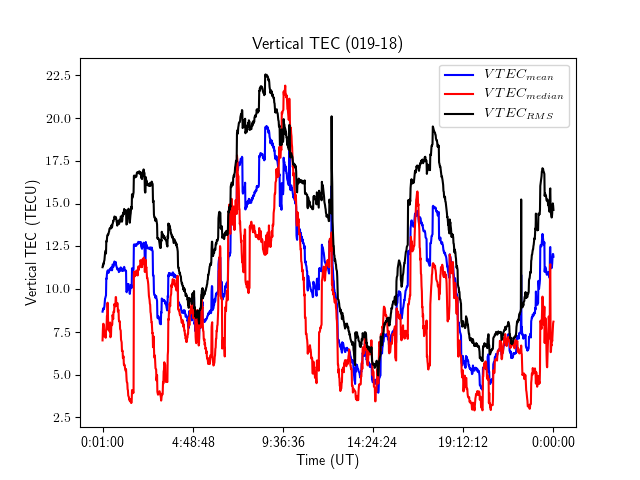 Vertical TEC (019-18)
VTEC_mean
VTEC_median
VTEC_RMS
Vertical TEC (TECU)
22.5
20.0
17.5
15.0
12.5
10.0
7.5
5.0
2.5
0:01:00 4:48:48 9:36:36 14:24:24 19:12:12 0:00:00
Time (UT)